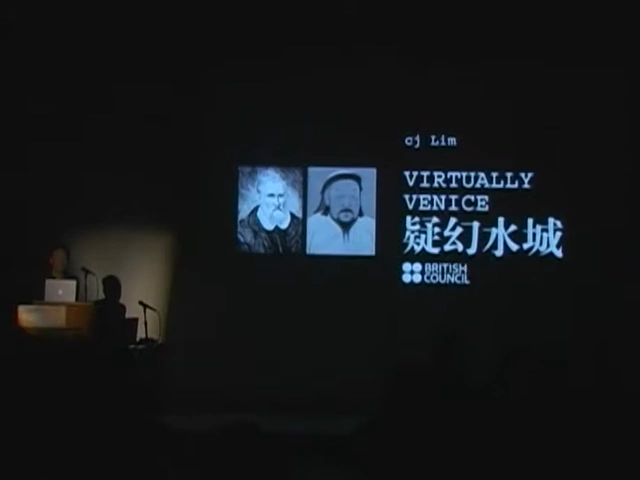 cj Lim
VIRTUALLY
VENICE
疑幻水城
BRITISH
COUNCIL